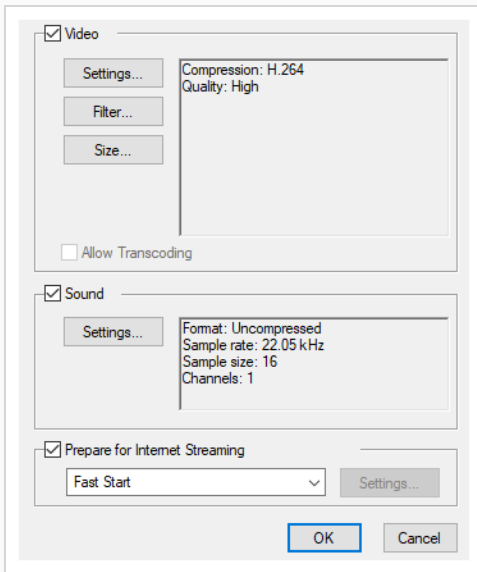 Video
Settings...
Compression: H.264
Quality: High
Filter...
Size...
Allow Transcoding
Sound
Settings...
Format: Uncompressed
Sample rate: 22.05 kHz
Sample size: 16
Channels: 1
Prepare for Internet Streaming
Fast Start
Settings...
OK
Cancel